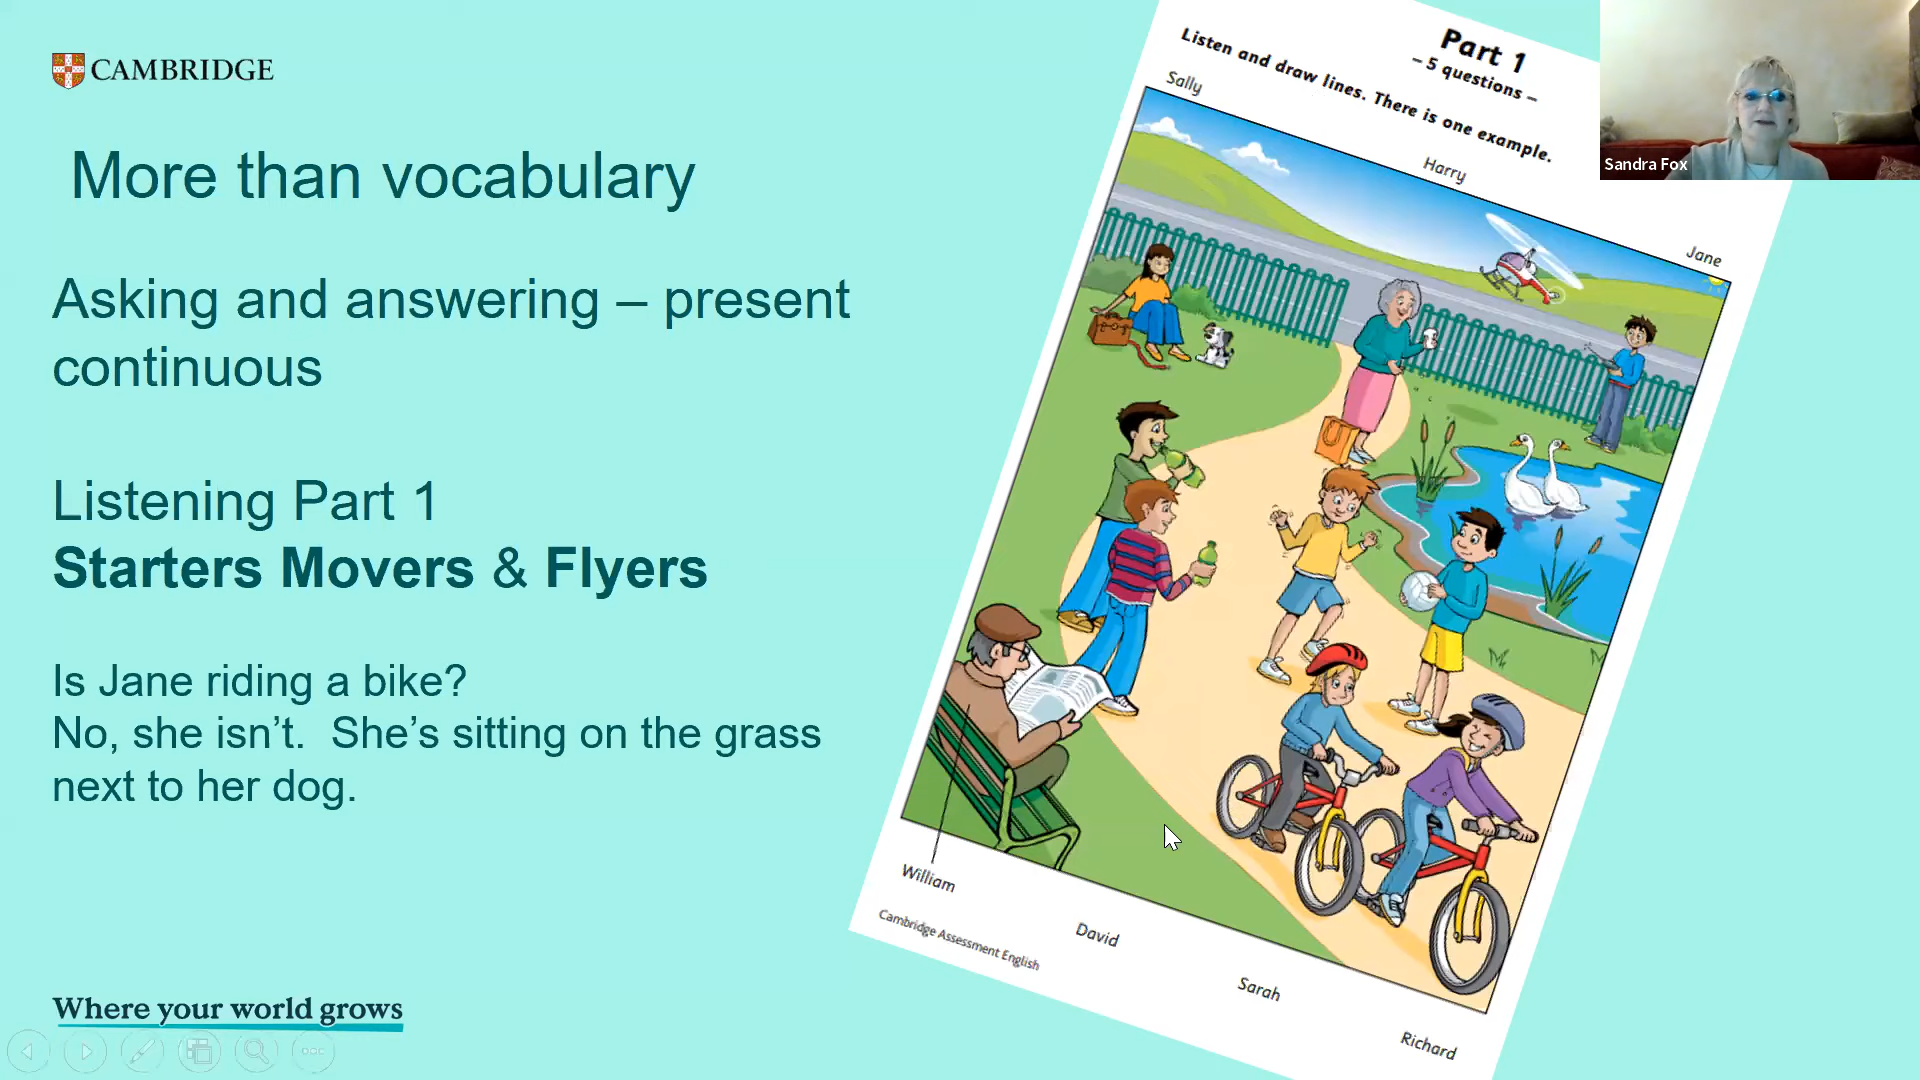 CAMBRIDGE
More than vocabulary
Asking and answering – present
continuous
Listening Part 1
Starters Movers & Flyers
Is Jane riding a bike?
No, she isn’t.  She’s sitting on the grass
next to her dog.
Where your world grows
Part 1
– 5 questions –
Listen and draw lines. There is one example.
Sally
Harry
Jane
William
David
Sarah
Richard
Cambridge Assessment English
Sandra Fox